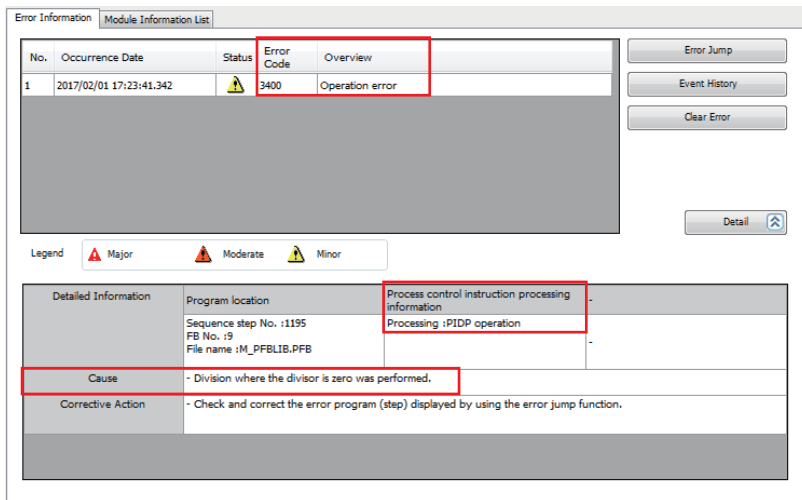 Error Information
Module Information List
No.
Occurrence Date
Status
Error Code
Overview
1
2017/02/01 17:23:41.342
3400
Operation error
Error Jump
Event History
Clear Error
Detail
Legend
Major
Moderate
Minor
Detailed Information
Program location
Process control instruction processing
information
-
Sequence step No. :1195
FB No. :9
File name :M_PFBLIB.PFB
Processing :PIDP operation
-
Cause
- Division where the divisor is zero was performed.
Corrective Action
- Check and correct the error program (step) displayed by using the error jump function.